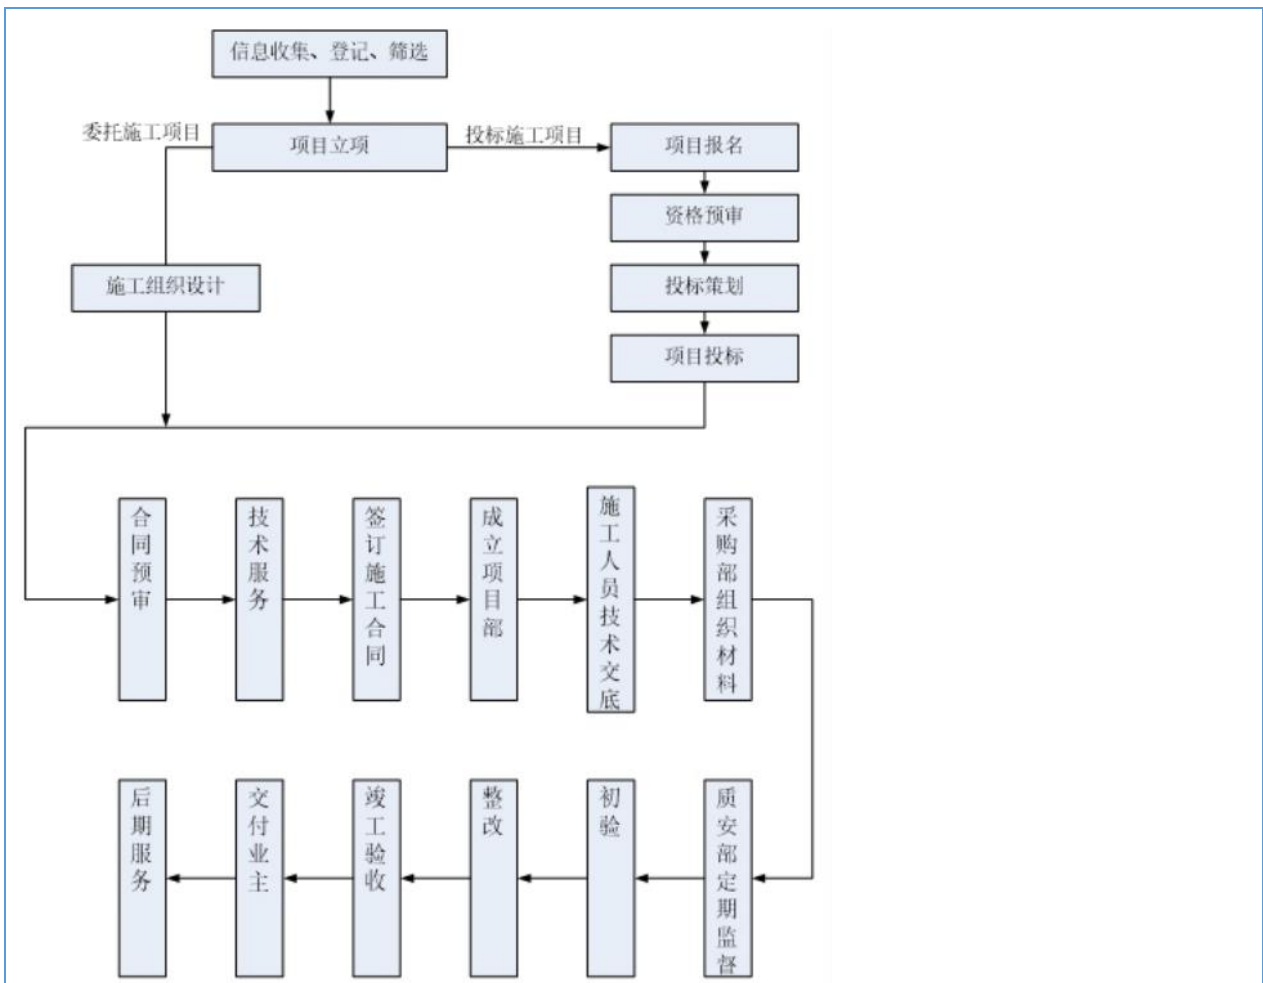 信息收集、登记、筛选
委托施工项目
项目立项
投标施工项目
项目报名
资格预审
施工组织设计
投标策划
项目投标
合同预审
技术服务
签订施工合同
成立项目部
施工人员技术交底
采购部组织材料
后期服务
交付业主
竣工验收
整改
初验
质安部定期监督